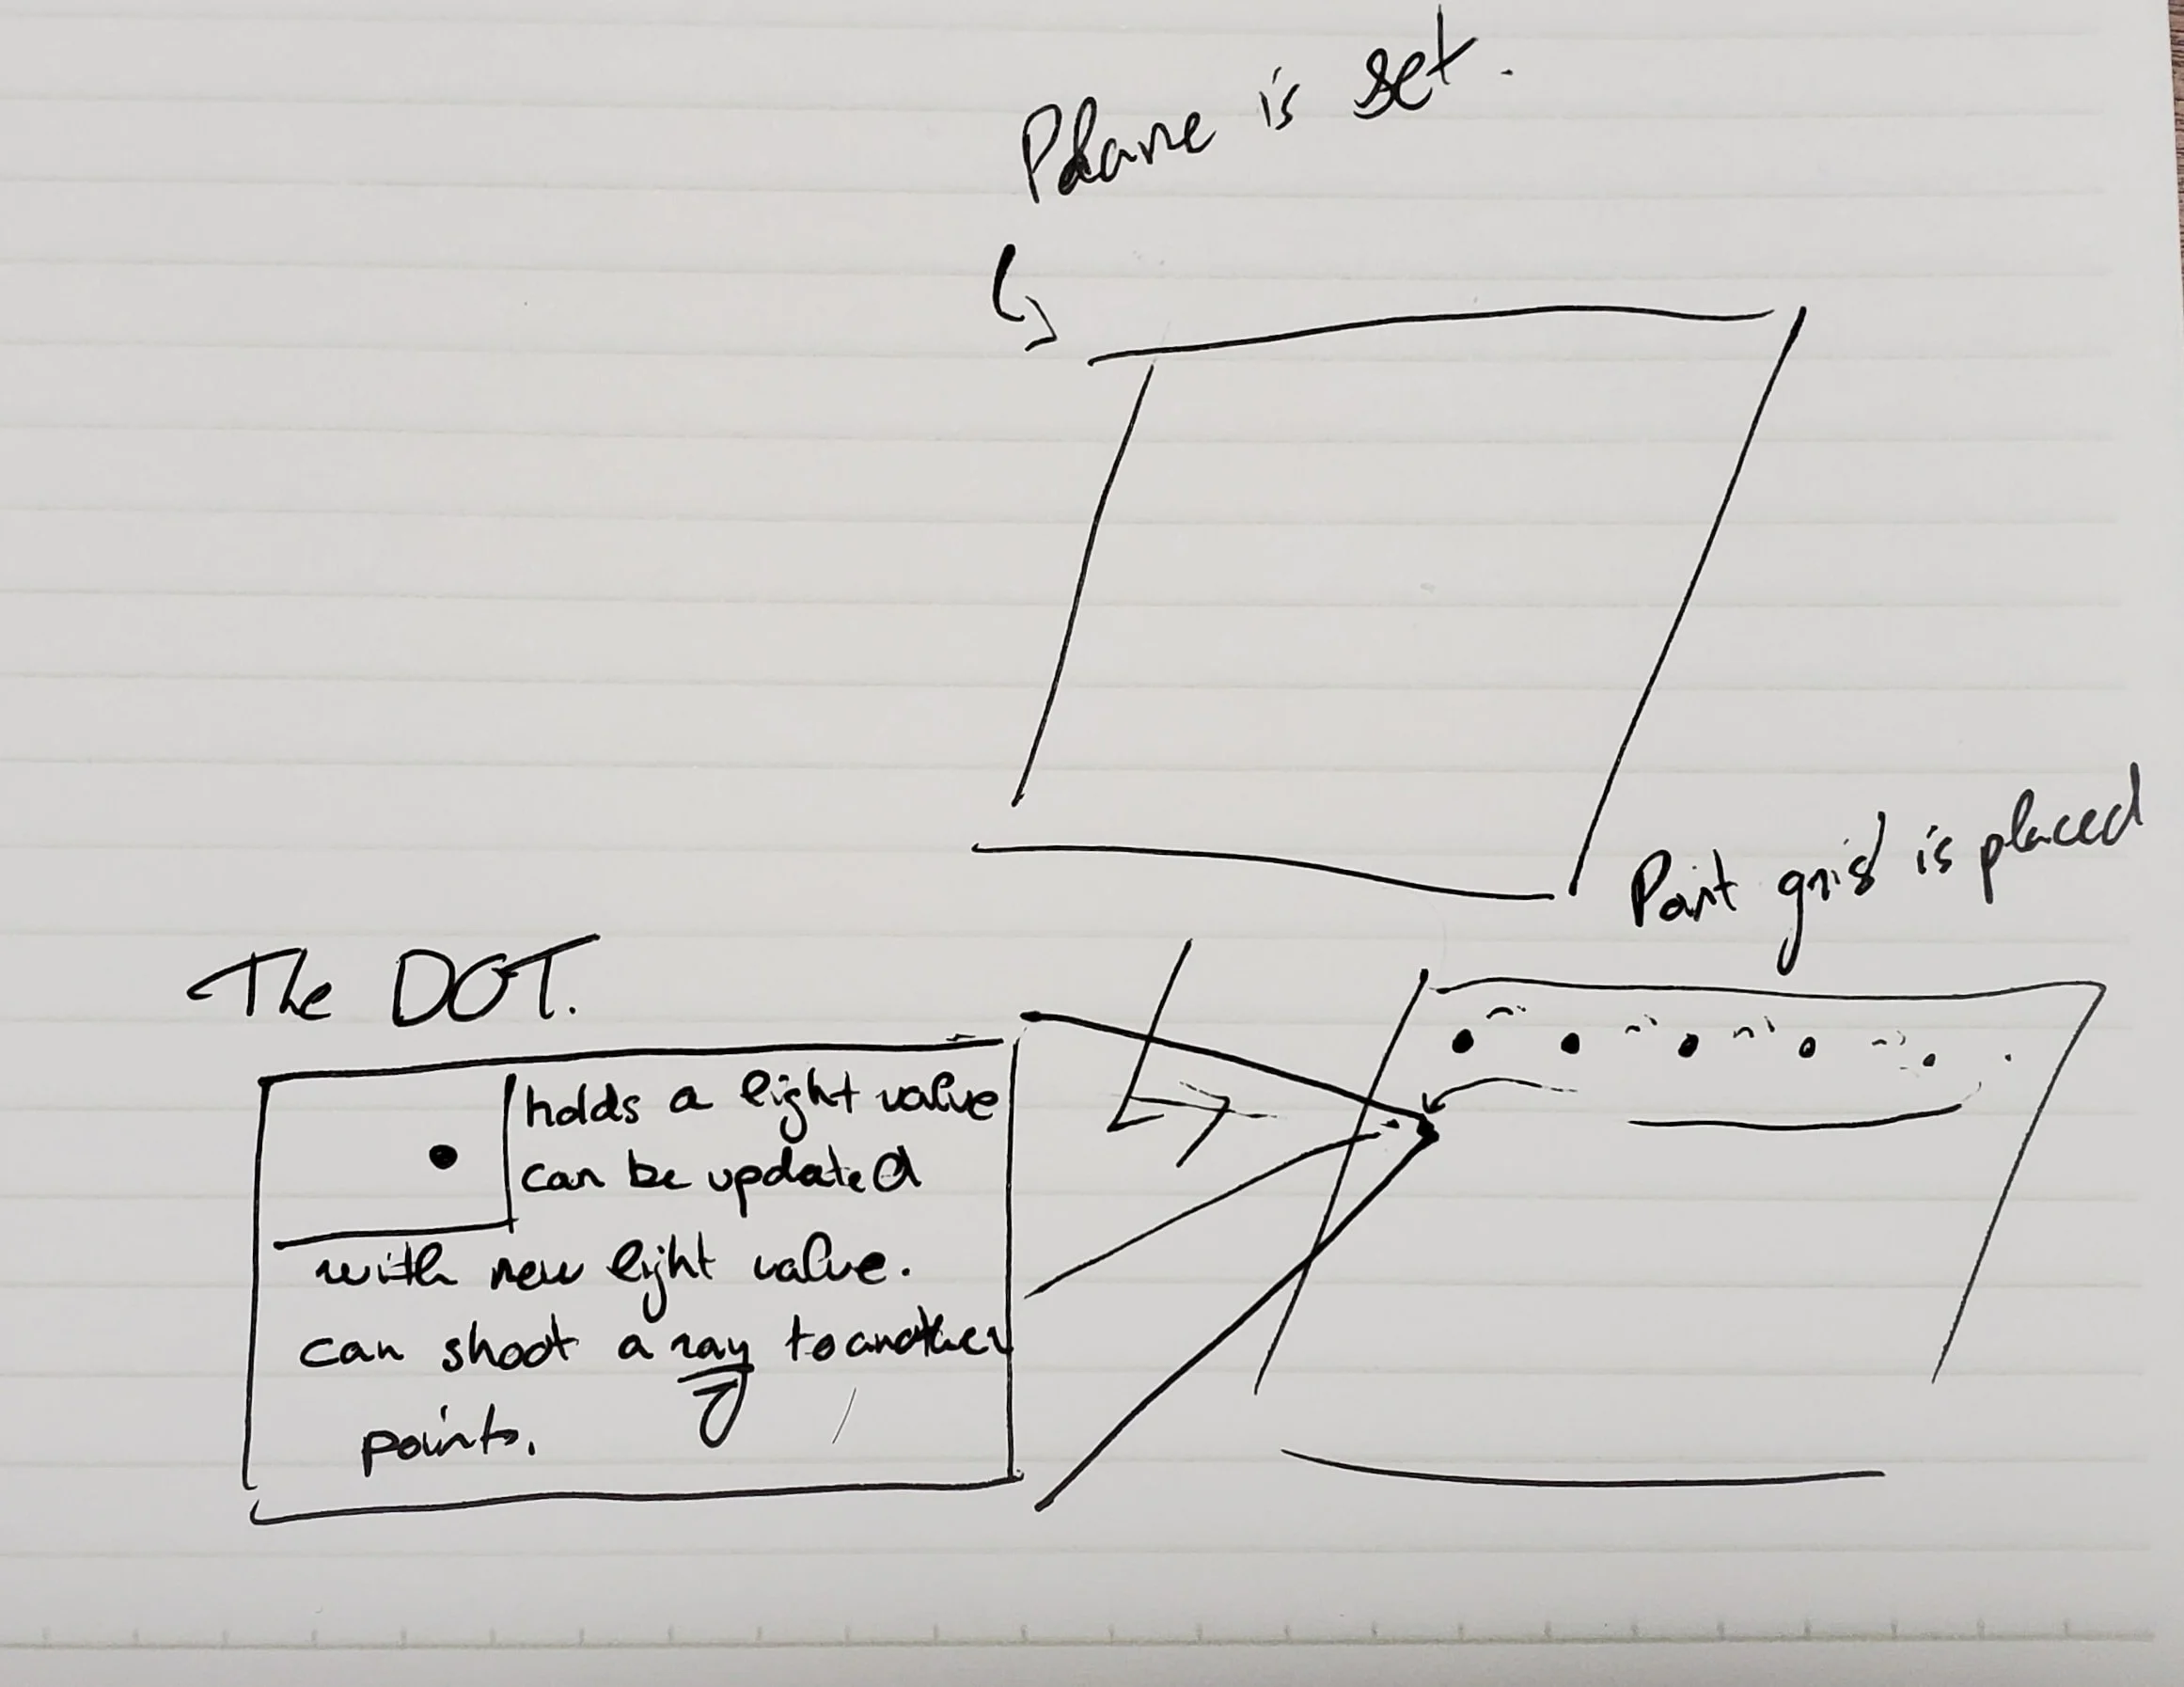 Plane is set.
Point grid is placed
The DOT.
holds a light value
can be updated
with new light value.
can shoot a ray to another
points.